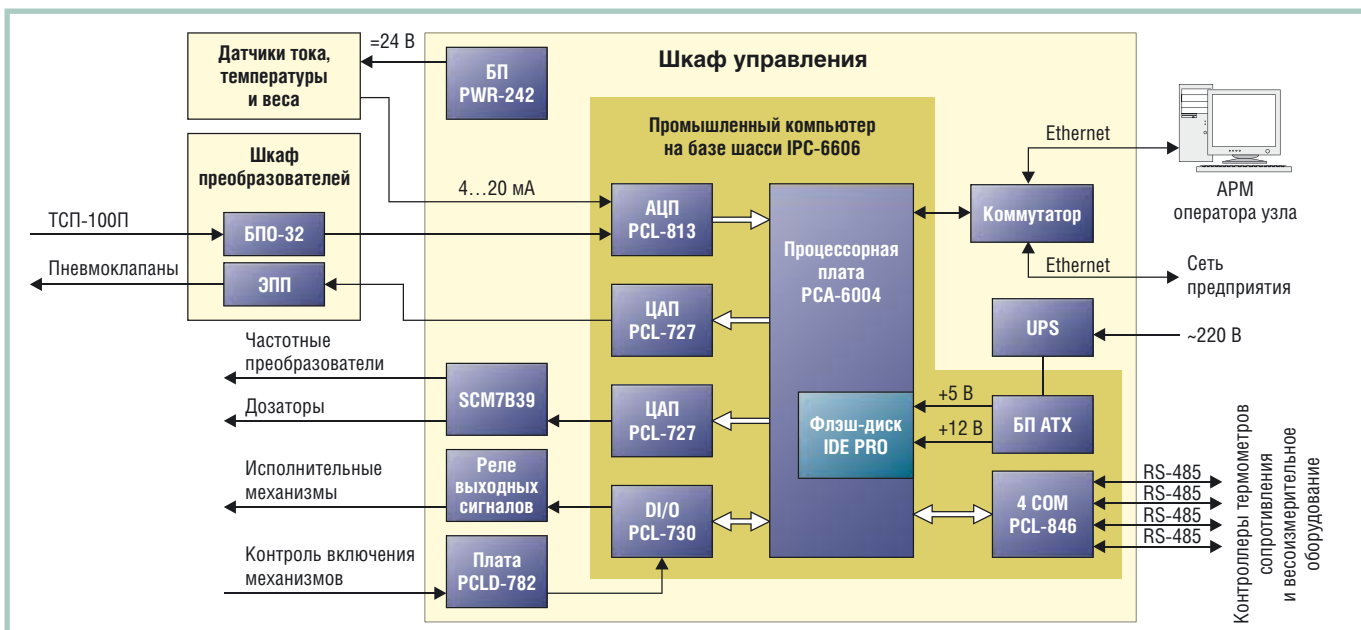 Шкаф управления
=24 В
Датчики тока,
температуры
и веса
БП
PWR-242
Промышленный компьютер
на базе шасси IPC-6606
Шкаф
преобразователей
ТСП-100П
БПО-32
Пневмоклапаны
ЭПП
4...20 мА
АЦП
PCL-813
ЦАП
PCL-727
Процессорная
плата
PCA-6004
Ethernet
Коммутатор
Ethernet
АРМ
оператора узла
Сеть
предприятия
UPS
~220 В
Частотные
преобразователи
Дозаторы
SCM7B39
ЦАП
PCL-727
Флэш-диск
IDE PRO
+5 В
+12 В
БП ATX
Исполнительные
механизмы
Реле
выходных
сигналов
DI/O
PCL-730
4 COM
PCL-846
RS-485
RS-485
RS-485
RS-485
Контроль включения
механизмов
Плата
PCLD-782
Контроллеры термометров
сопротивления
и весоизмерительное
оборудование